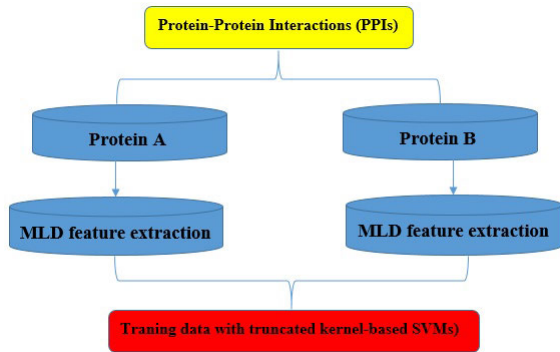 Protein-Protein Interactions (PPIs)
Protein A
Protein B
MLD feature extraction
MLD feature extraction
Traning data with truncated kernel-based SVMs)